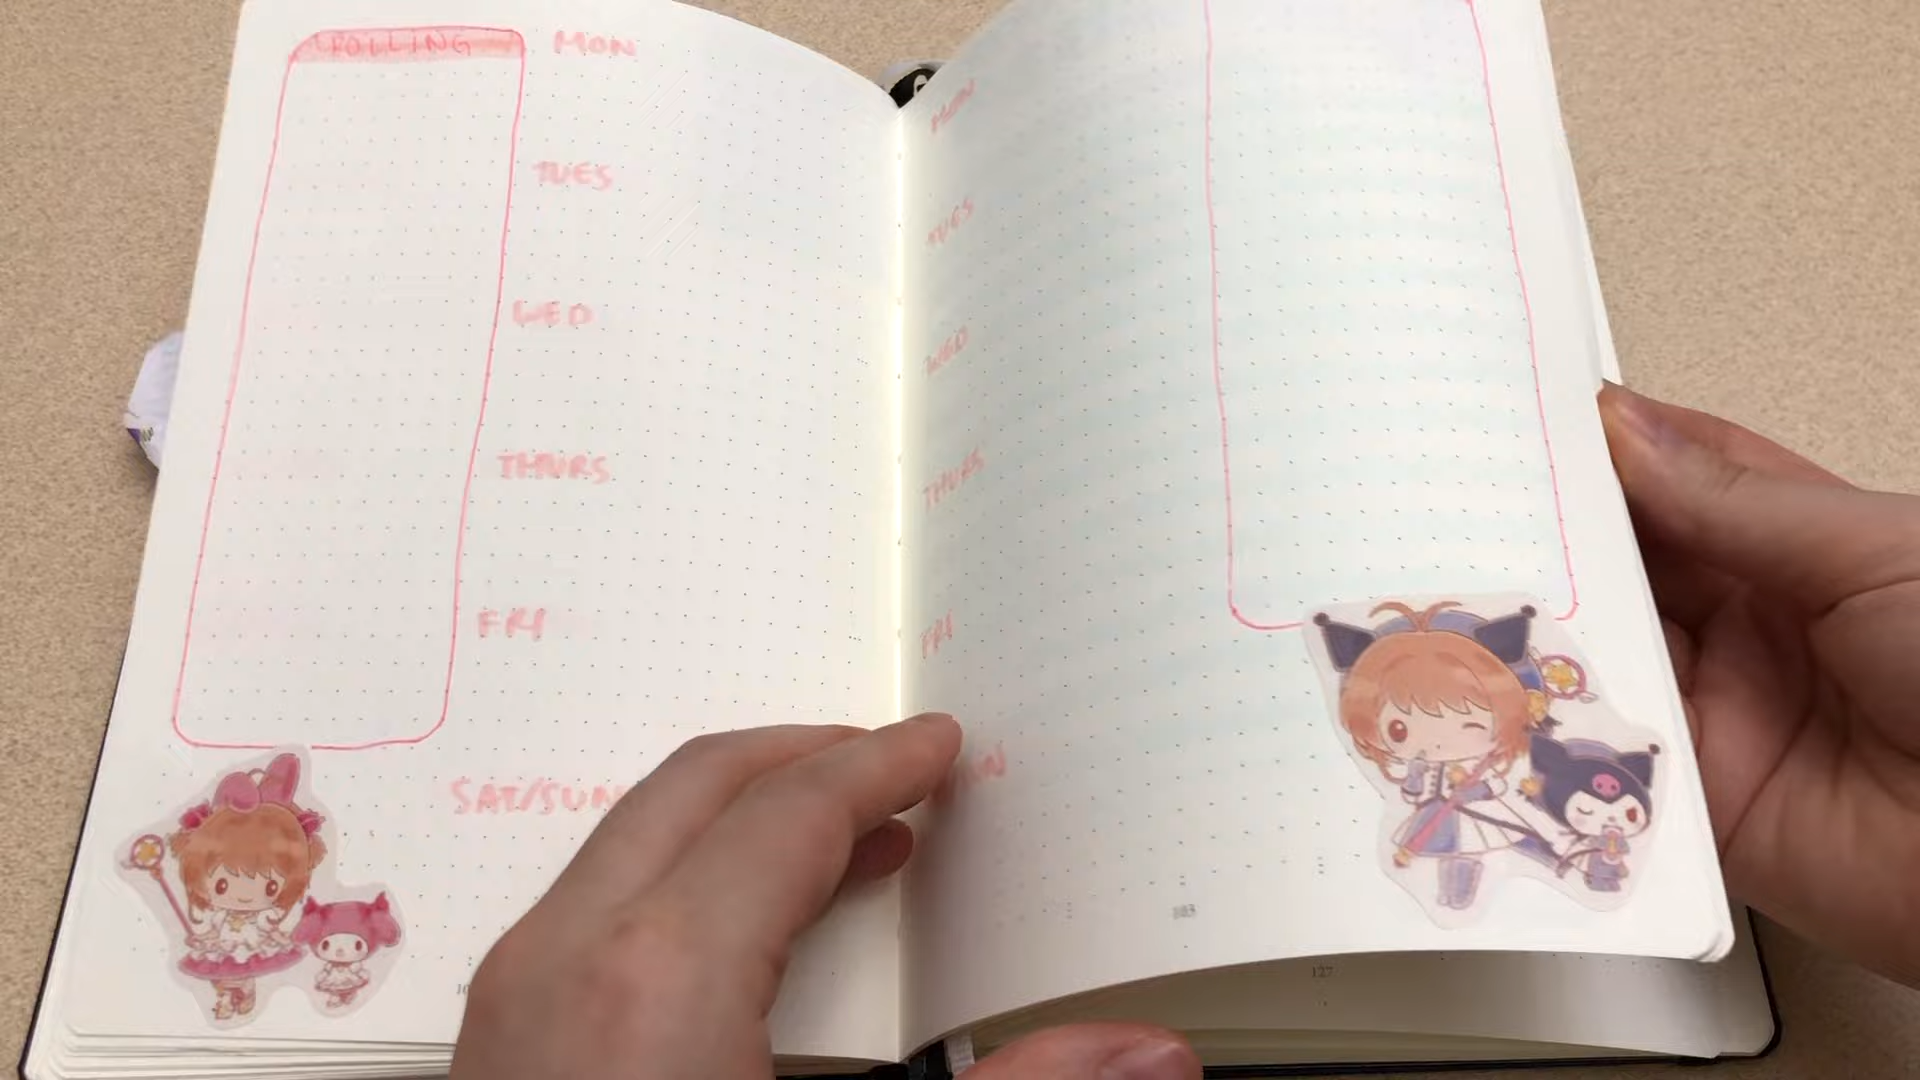 ROLLING
MON
TUES
WED
THURS
FRI
SAT/SUN
MON
TUES
WED
THURS
FRI
103
127